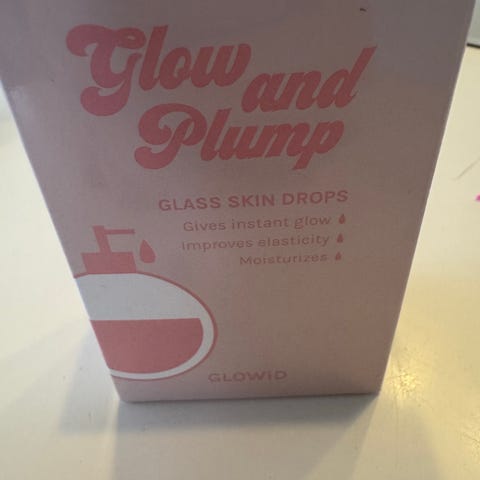 Glow
and
Plump
GLASS SKIN DROPS
Gives instant glow
Improves elasticity
Moisturizes
GLOWiD